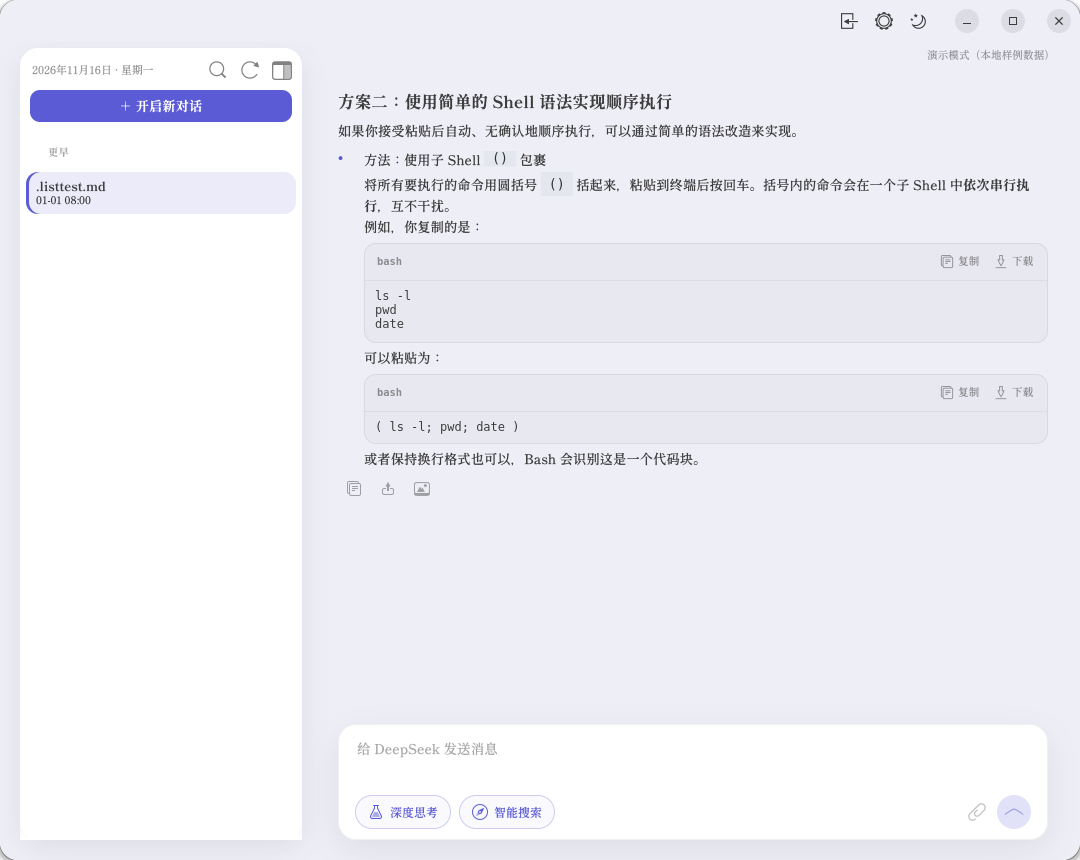 演示模式（本地样例数据）
2026年11月16日 · 星期一
+ 开启新对话
更早
.listtest.md
01-01 08:00
方案二：使用简单的 Shell 语法实现顺序执行
如果你接受粘贴后自动、无确认地顺序执行，可以通过简单的语法改造来实现。
• 方法：使用子 Shell () 包裹
将所有要执行的命令用圆括号 () 括起来，粘贴到终端后按回车。括号内的命令会在一个子 Shell 中依次串行执
行，互不干扰。
例如，你复制的是：
bash 复制 下载
ls -l
pwd
date
可以粘贴为：
bash 复制 下载
( ls -l; pwd; date )
或者保持换行格式也可以，Bash 会识别这是一个代码块。
给 DeepSeek 发送消息
深度思考 智能搜索